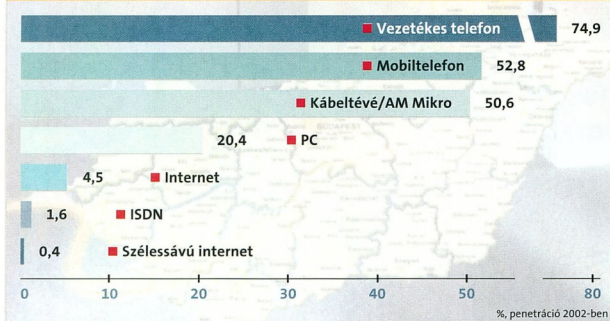 Vezetékes telefon 74,9
Mobiltelefon 52,8
Kábeltévé/AM Mikro 50,6
20,4 PC
4,5 Internet
1,6 ISDN
0,4 Szélessávú internet
0 10 20 30 40 50 80
%, penetráció 2002-ben